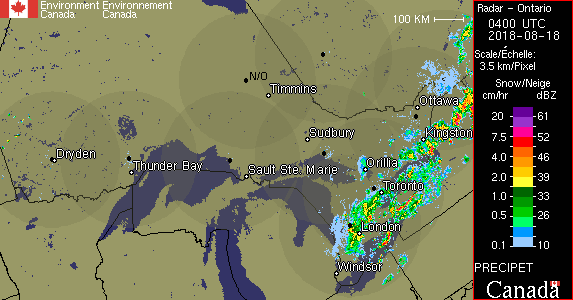 Environment Environnement
Canada Canada
100 KM
Radar - Ontario
0400 UTC
2018-08-18
Scale/Échelle:
3.5 km/Pixel
Snow/Neige
cm/hr dBZ
20 61
7.5 52
4.0 46
2.0 39
1.0 33
0.5 26
0.1 10
PRECIPET
Canada
N/O
Timmins
Ottawa
Sudbury
Kingston
Dryden
Thunder Bay
Sault Ste. Marie
Orillia
Toronto
London
Windsor